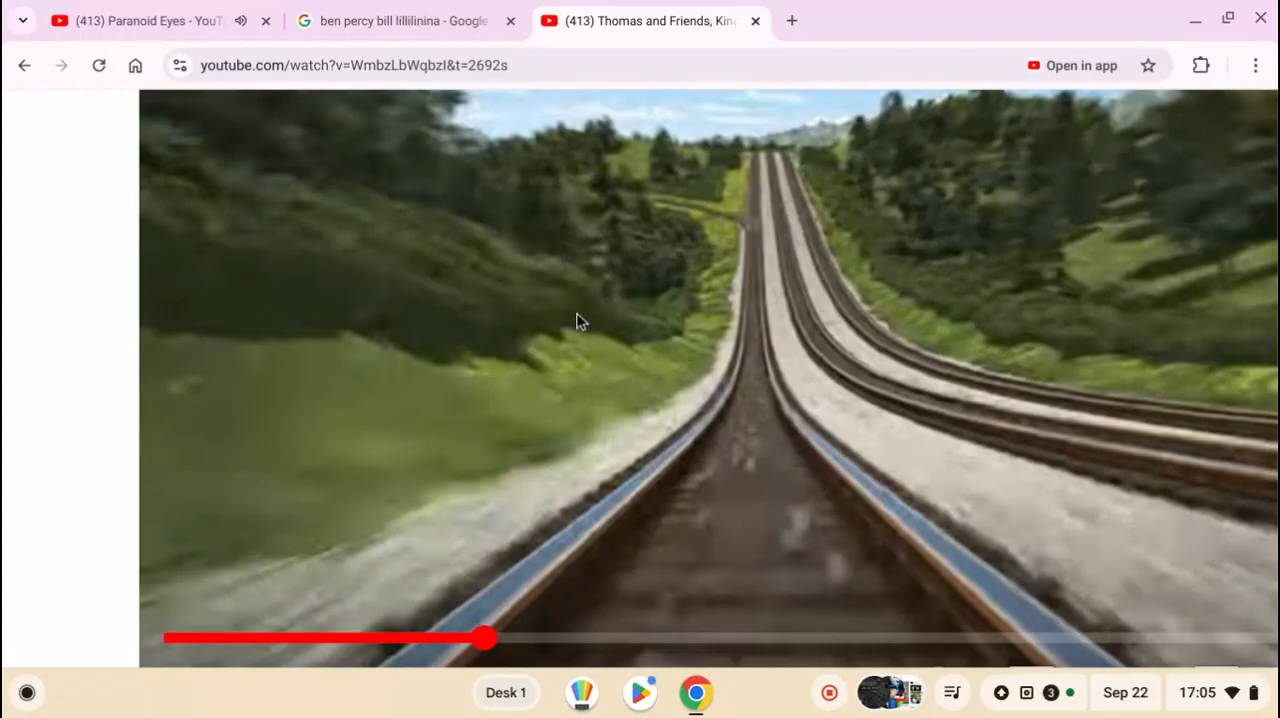 (413) Paranoid Eyes - YouT
ben percy bill lillilinina - Google
(413) Thomas and Friends, Kin
youtube.com/watch?v=WmbzLbWqbzI&t=2692s
Open in app
Desk 1
3
Sep 22
17:05